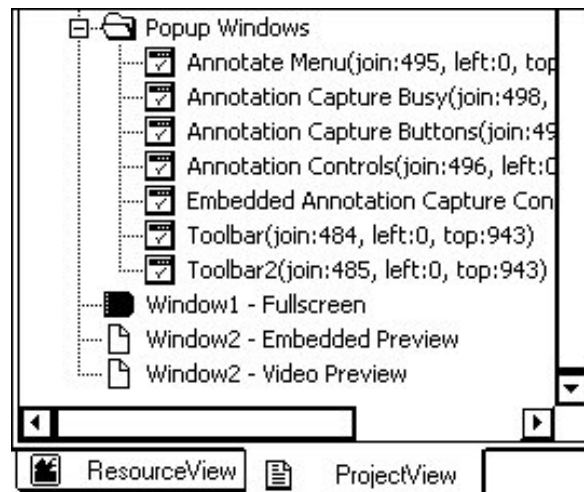 Popup Windows
Annotate Menu(join:495, left:0, top
Annotation Capture Busy(join:498,
Annotation Capture Buttons(join:49
Annotation Controls(join:496, left:0
Embedded Annotation Capture Con
Toolbar(join:484, left:0, top:943)
Toolbar2(join:485, left:0, top:943)
Window1 - Fullscreen
Window2 - Embedded Preview
Window2 - Video Preview
ResourceView ProjectView